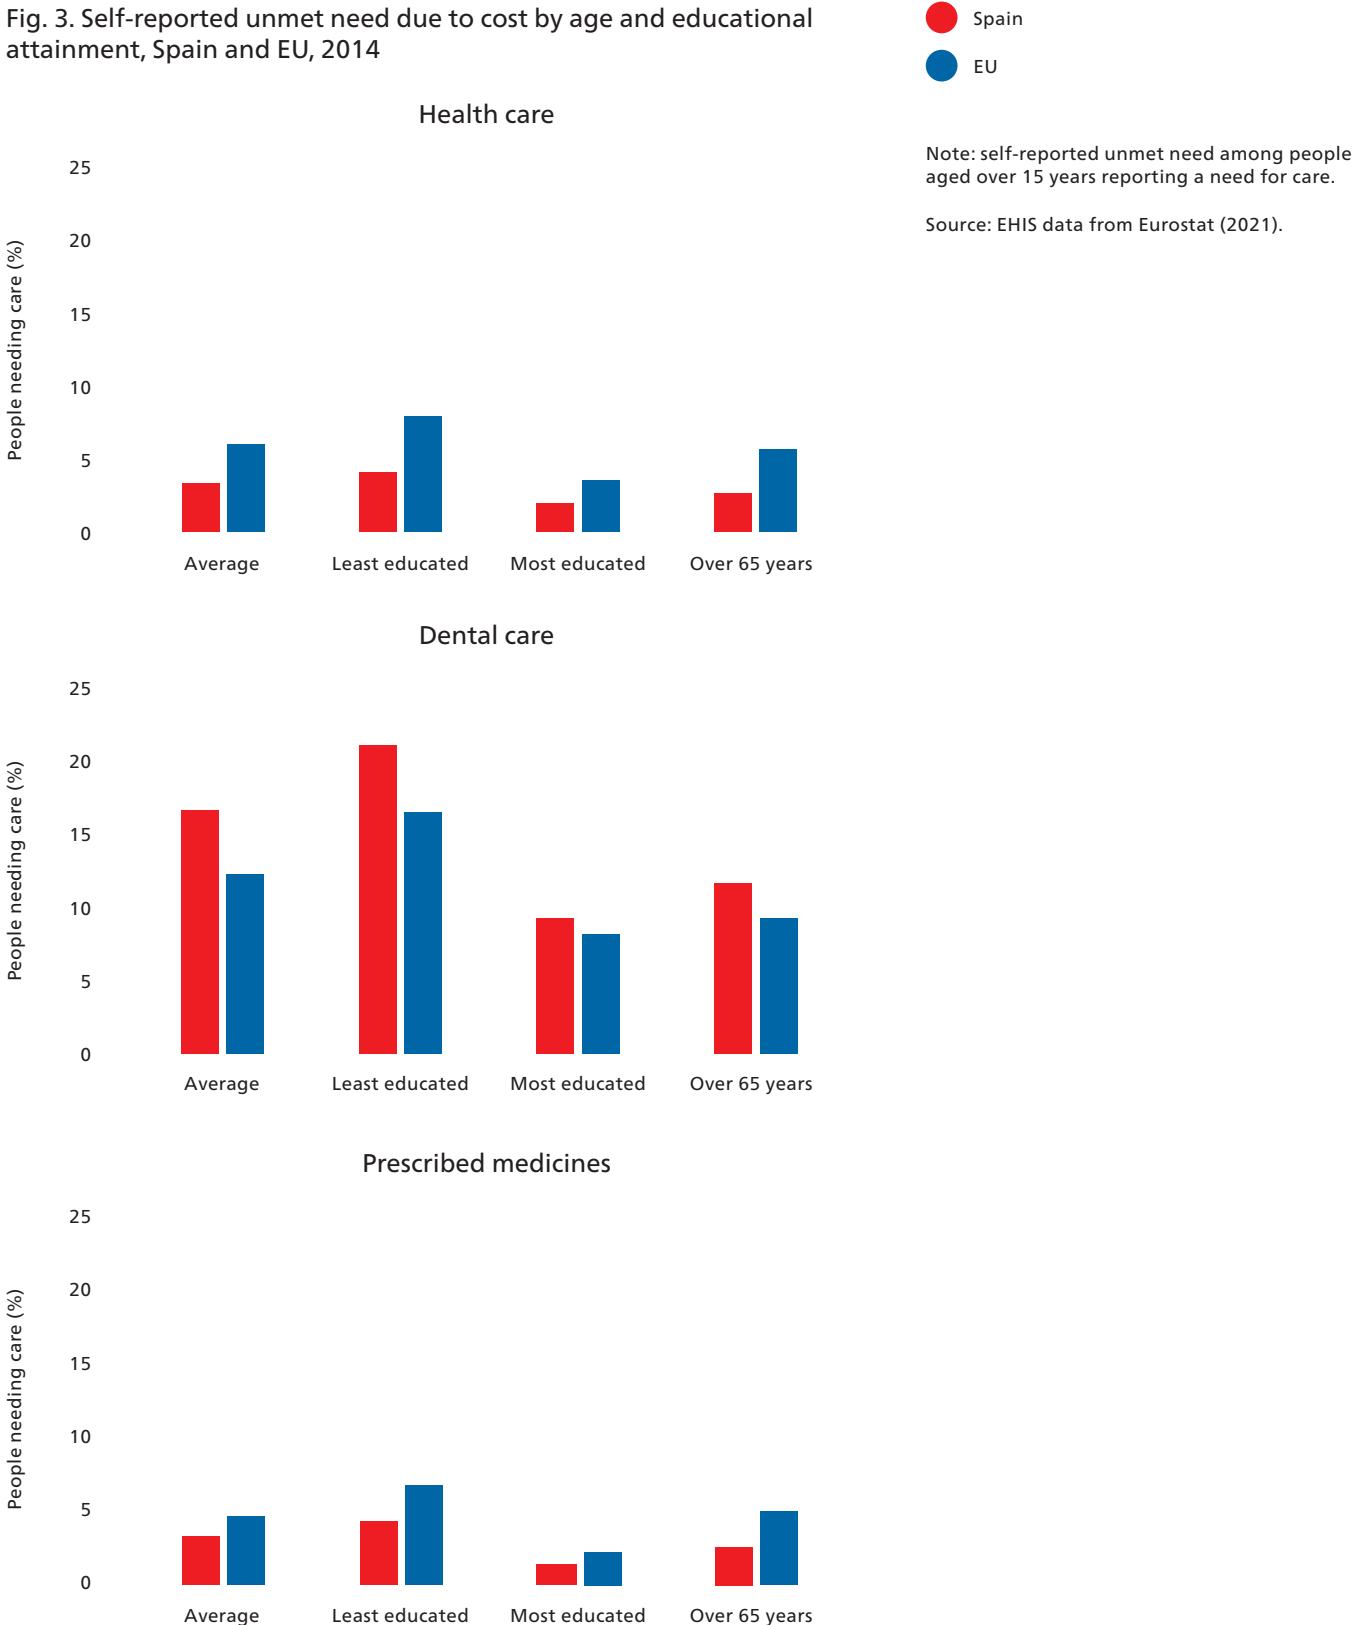 Fig. 3. Self-reported unmet need due to cost by age and educational
attainment, Spain and EU, 2014
Spain
EU
Note: self-reported unmet need among people
aged over 15 years reporting a need for care.
Source: EHIS data from Eurostat (2021).
Health care
People needing care (%)
25
20
15
10
5
0
Average
Least educated
Most educated
Over 65 years
Dental care
People needing care (%)
25
20
15
10
5
0
Average
Least educated
Most educated
Over 65 years
Prescribed medicines
People needing care (%)
25
20
15
10
5
0
Average
Least educated
Most educated
Over 65 years